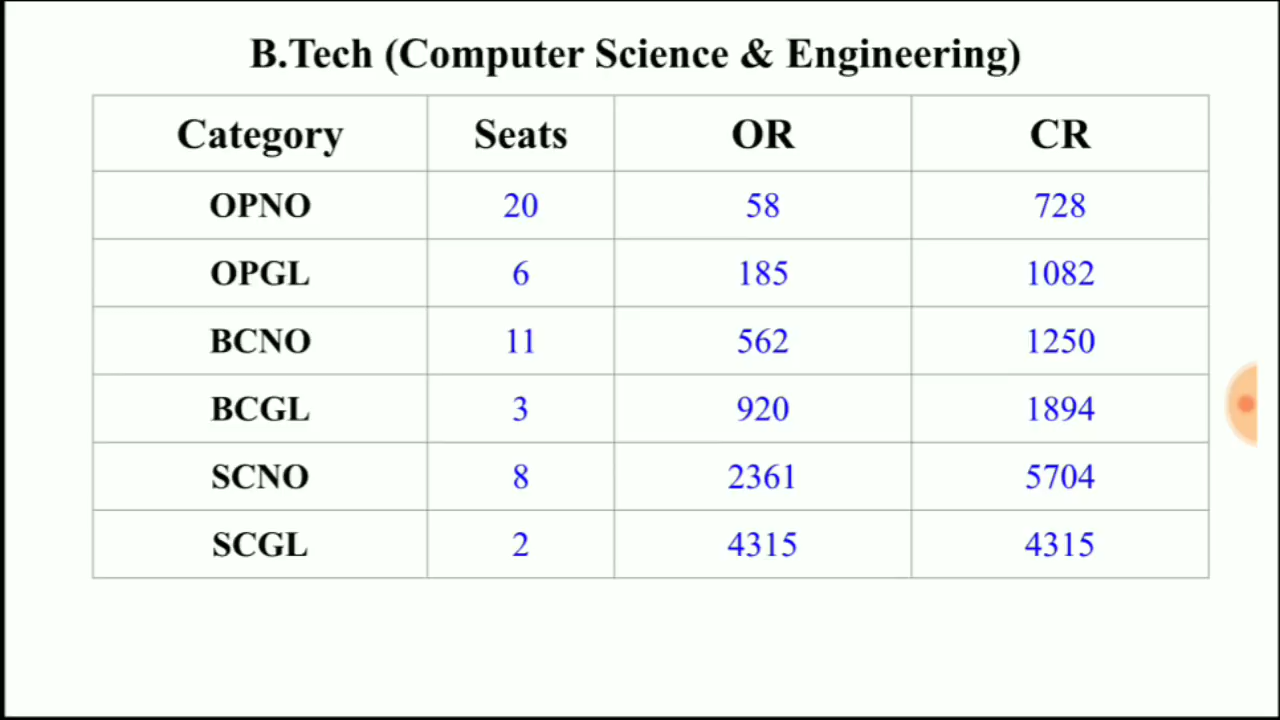 B.Tech (Computer Science & Engineering)
Category Seats OR CR
OPNO 20 58 728
OPGL 6 185 1082
BCNO 11 562 1250
BCGL 3 920 1894
SCNO 8 2361 5704
SCGL 2 4315 4315